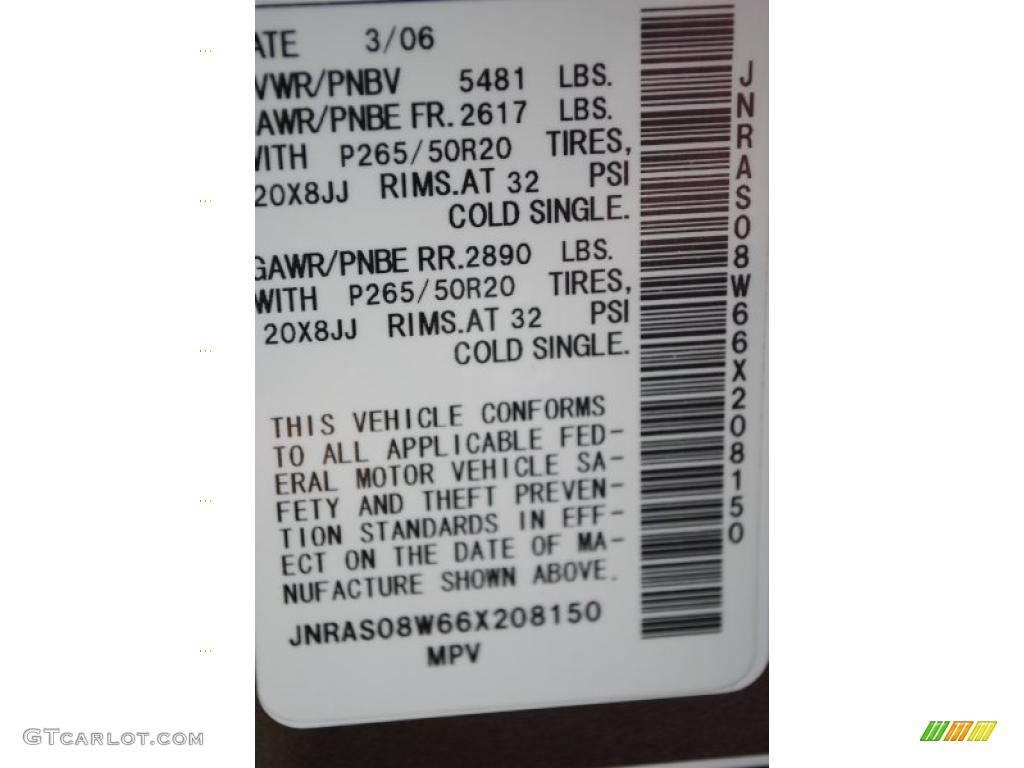 ATE 3/06
VWR/PNBV 5481 LBS.
AWR/PNBE FR. 2617 LBS.
WITH P265/50R20 TIRES,
20X8JJ RIMS.AT 32 PSI
COLD SINGLE.
GAWR/PNBE RR. 2890 LBS.
WITH P265/50R20 TIRES,
20X8JJ RIMS.AT 32 PSI
COLD SINGLE.
THIS VEHICLE CONFORMS
TO ALL APPLICABLE FED-
ERAL MOTOR VEHICLE SA-
FETY AND THEFT PREVEN-
TION STANDARDS IN EFF-
ECT ON THE DATE OF MA-
NUFACTURE SHOWN ABOVE.
JNRAS08W66X208150
MPV
JNRAS08W66X208150
GTCARLOT.COM